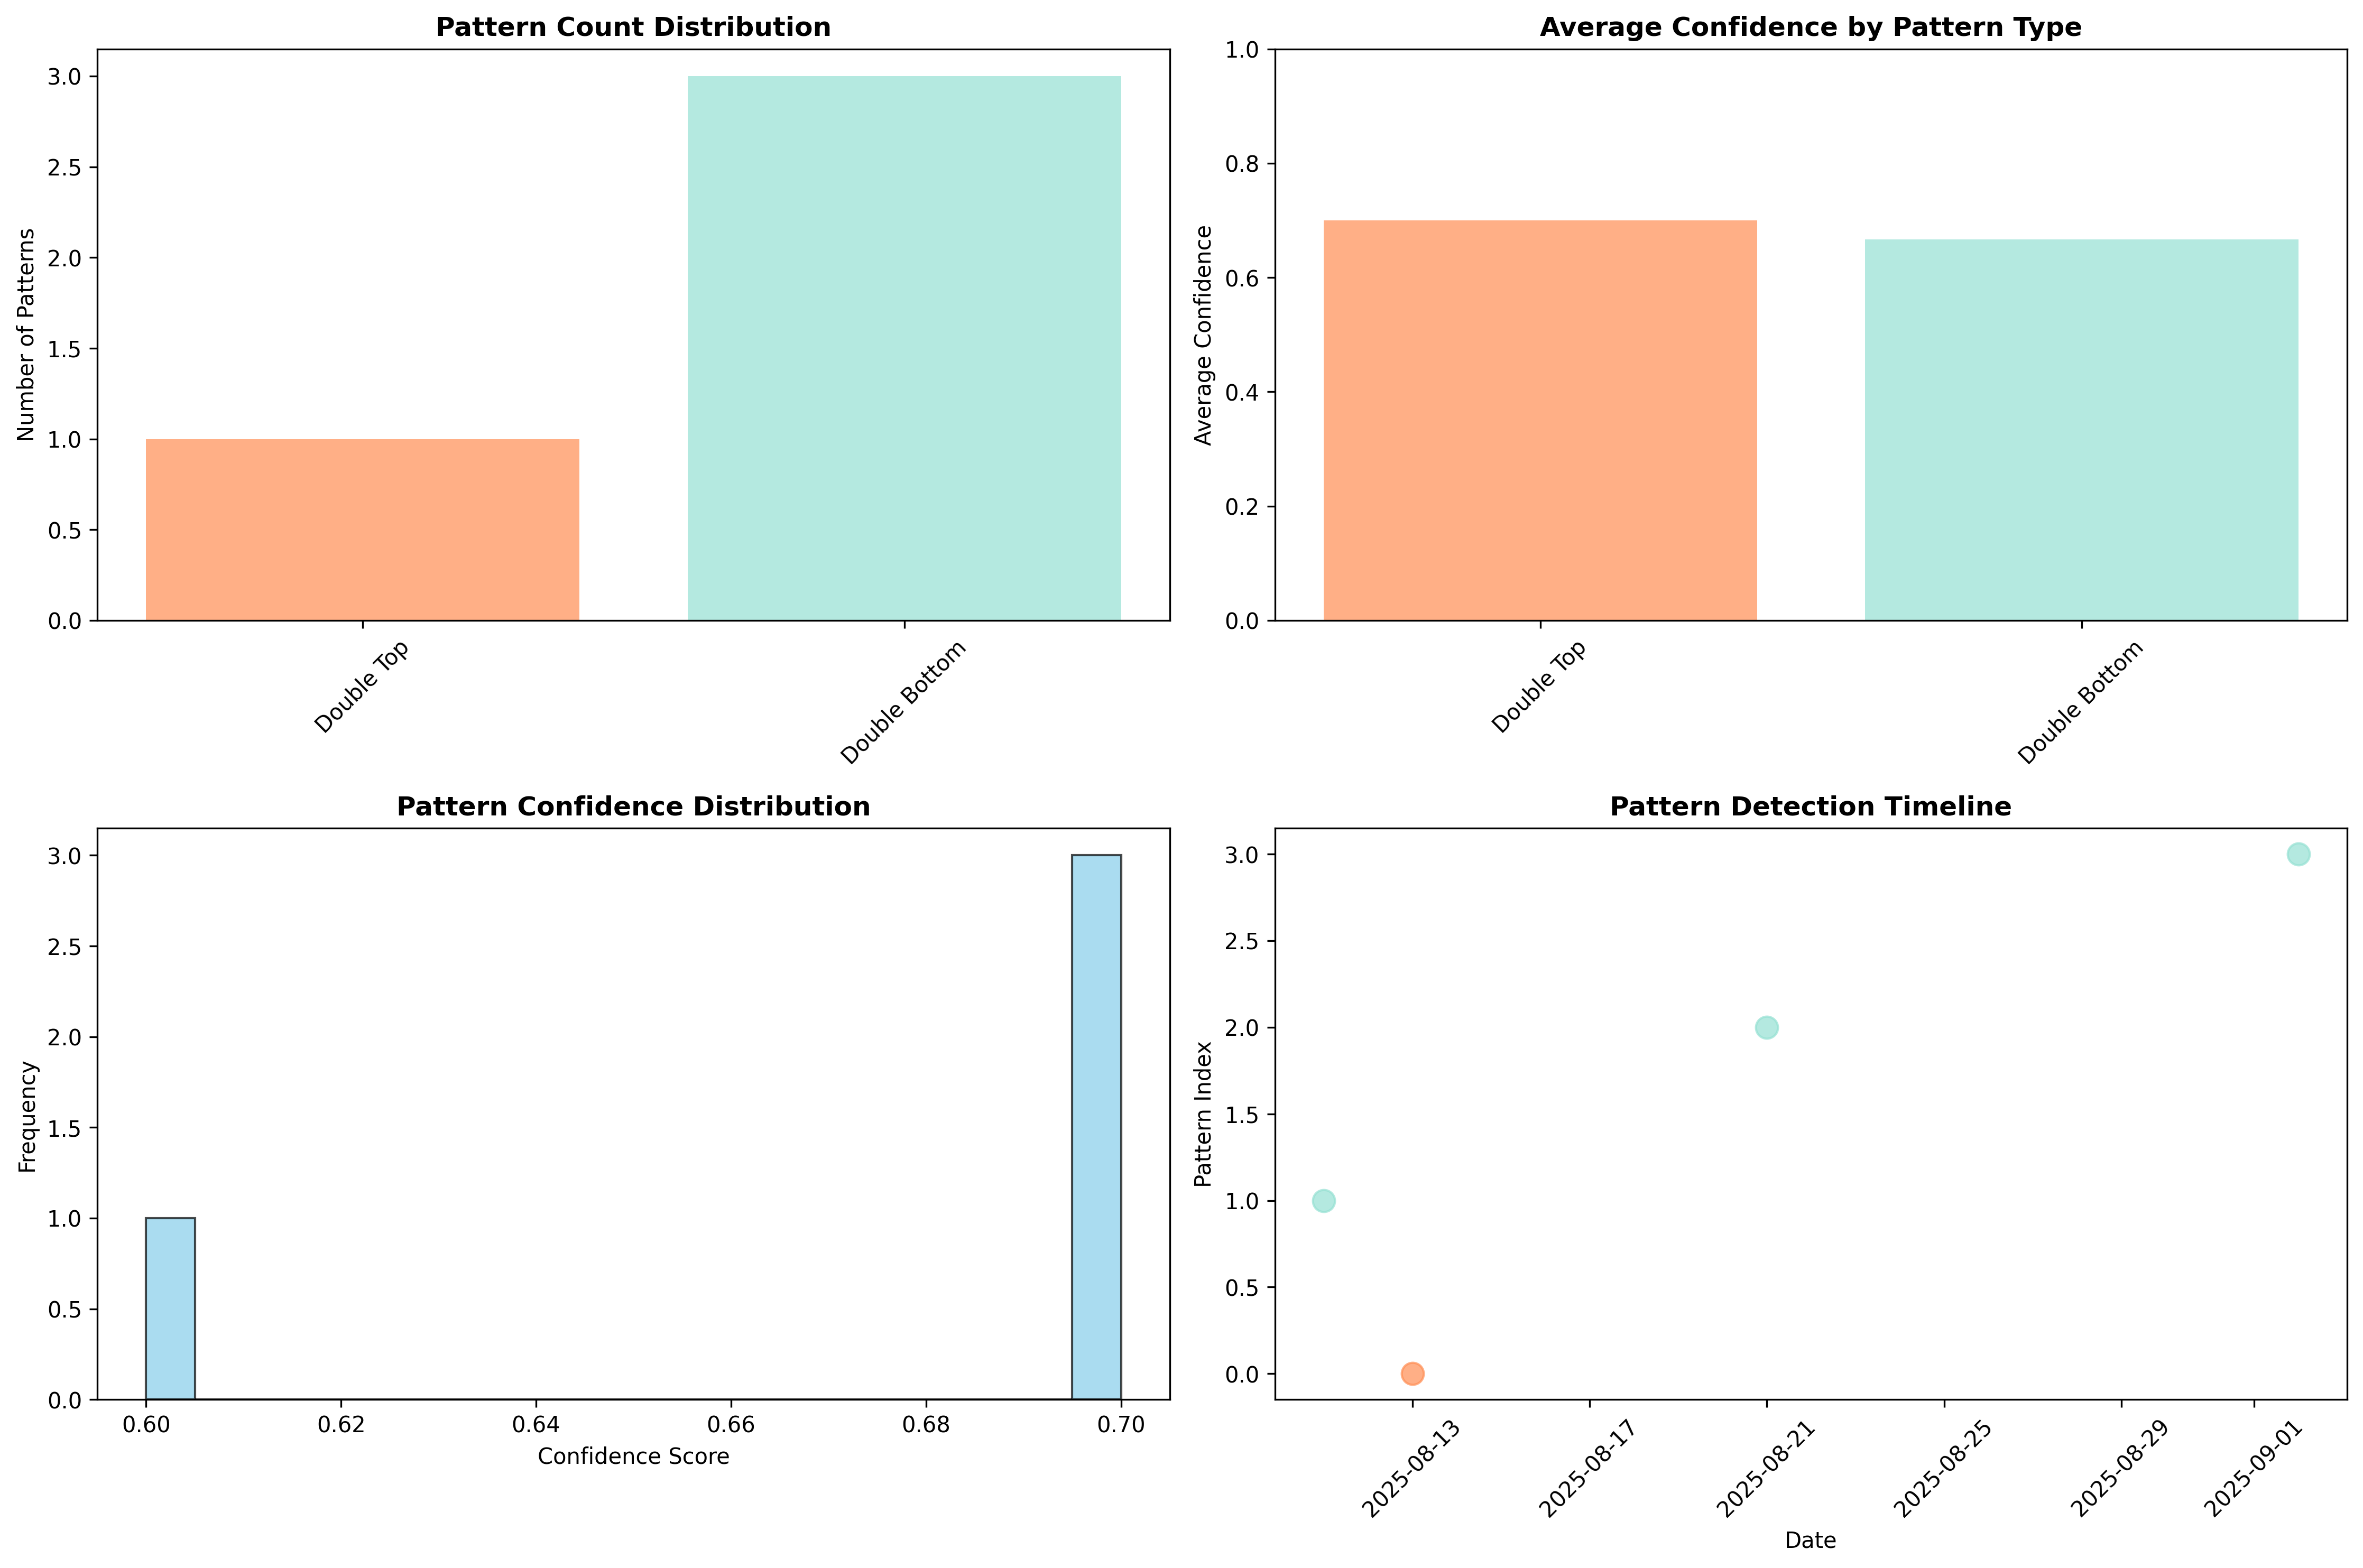 Pattern Count Distribution
Number of Patterns
3.0
2.5
2.0
1.5
1.0
0.5
0.0
Double Top
Double Bottom
Average Confidence by Pattern Type
Average Confidence
1.0
0.8
0.6
0.4
0.2
0.0
Double Top
Double Bottom
Pattern Confidence Distribution
Frequency
3.0
2.5
2.0
1.5
1.0
0.5
0.0
0.60 0.62 0.64 0.66 0.68 0.70
Confidence Score
Pattern Detection Timeline
Pattern Index
3.0
2.5
2.0
1.5
1.0
0.5
0.0
2025-08-13
2025-08-17
2025-08-21
2025-08-25
2025-08-29
2025-09-01
Date